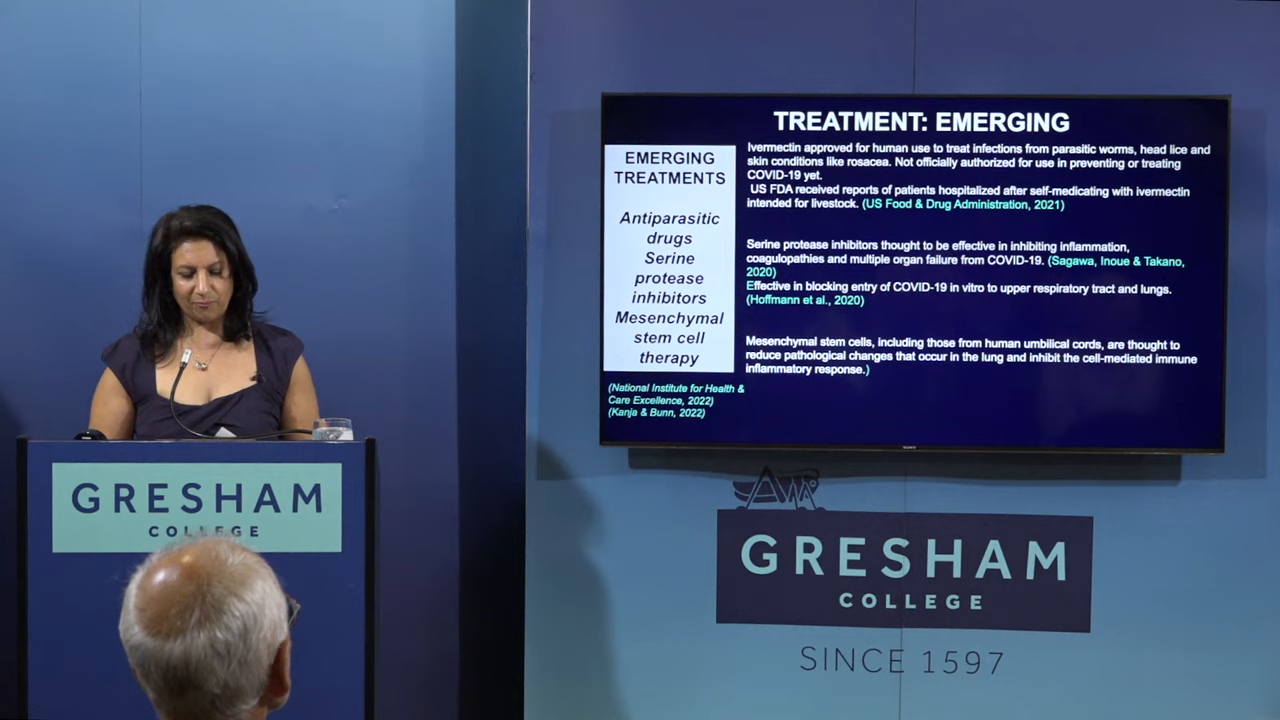 TREATMENT: EMERGING
EMERGING
TREATMENTS
Antiparasitic
drugs
Serine
protease
inhibitors
Mesenchymal
stem cell
therapy
(National Institute for Health &
Care Excellence, 2022)
(Kanja & Bunn, 2022)
Ivermectin approved for human use to treat infections from parasitic worms, head lice and
skin conditions like rosacea. Not officially authorized for use in preventing or treating
COVID-19 yet.
US FDA received reports of patients hospitalized after self-medicating with ivermectin
intended for livestock. (US Food & Drug Administration, 2021)
Serine protease inhibitors thought to be effective in inhibiting inflammation,
coagulopathies and multiple organ failure from COVID-19. (Sagawa, Inoue & Takano,
2020)
Effective in blocking entry of COVID-19 in vitro to upper respiratory tract and lungs.
(Hoffmann et al., 2020)
Mesenchymal stem cells, including those from human umbilical cords, are thought to
reduce pathological changes that occur in the lung and inhibit the cell-mediated immune
inflammatory response.)
GRESHAM
COLLEGE
GRESHAM
COLLEGE
SINCE 1597